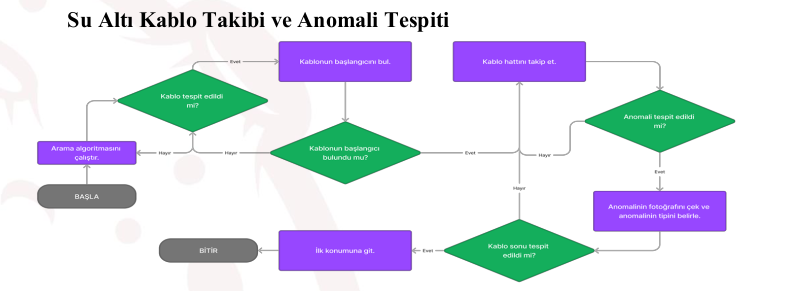 Su Altı Kablo Takibi ve Anomali Tespiti
Evet
Kablonun başlangıcını bul.
Kablo hattını takip et.
Kablo tespit edildi
mi?
Anomali tespit edildi
mi?
Arama algoritmasını
çalıştır.
Hayır
Hayır
Kablonun başlangıcı
bulundu mu?
Evet
Hayır
Evet
BAŞLA
Hayır
Anomalinin fotoğrafını çek ve
anomalinin tipini belirle.
BİTİR
İlk konumuna git.
Evet
Kablo sonu tespit
edildi mi?